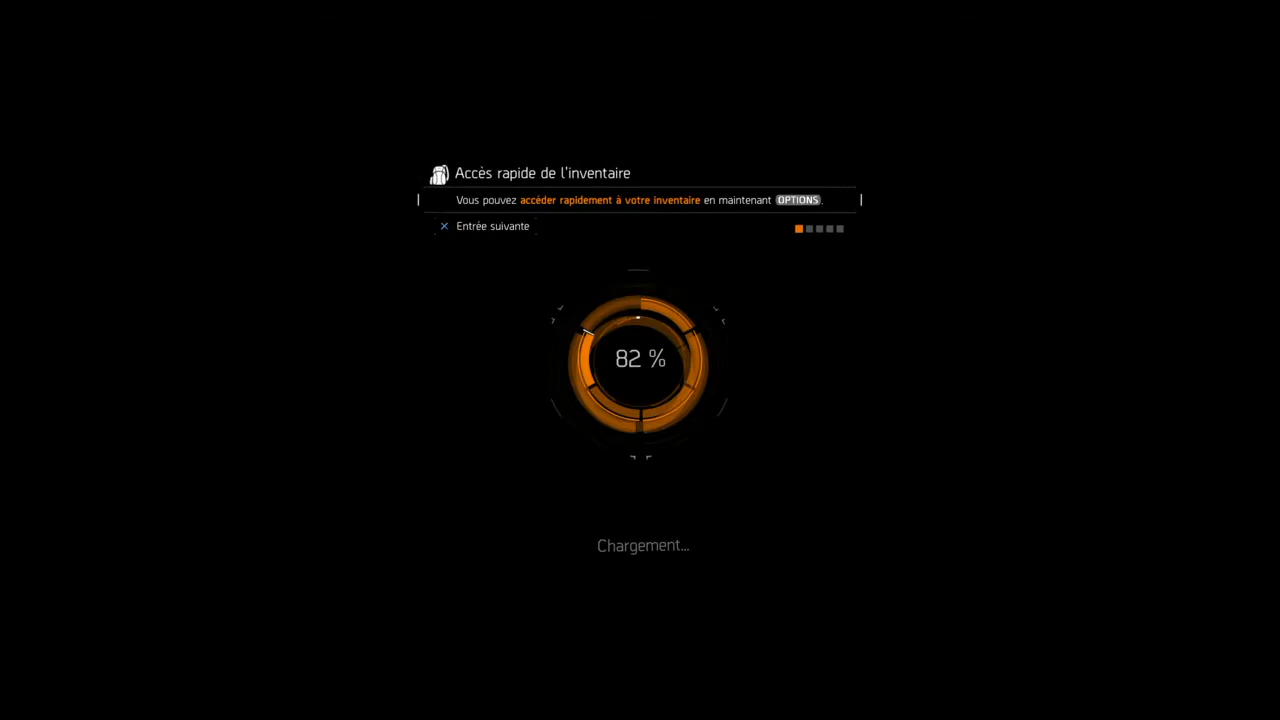 Accès rapide de l'inventaire
Vous pouvez accéder rapidement à votre inventaire en maintenant OPTIONS.
Entrée suivante
82 %
Chargement...